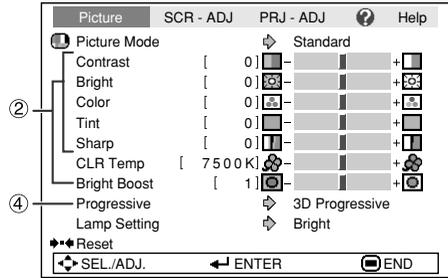 Picture SCR - ADJ PRJ - ADJ ? Help
Picture Mode Standard
Contrast [ 0] - +
② Bright [ 0] - +
Color [ 0] - +
Tint [ 0] - +
Sharp [ 0] - +
CLR Temp [ 7500K] - +
Bright Boost [ 1] - +
④ Progressive 3D Progressive
Lamp Setting Bright
Reset
SEL./ADJ. ENTER END